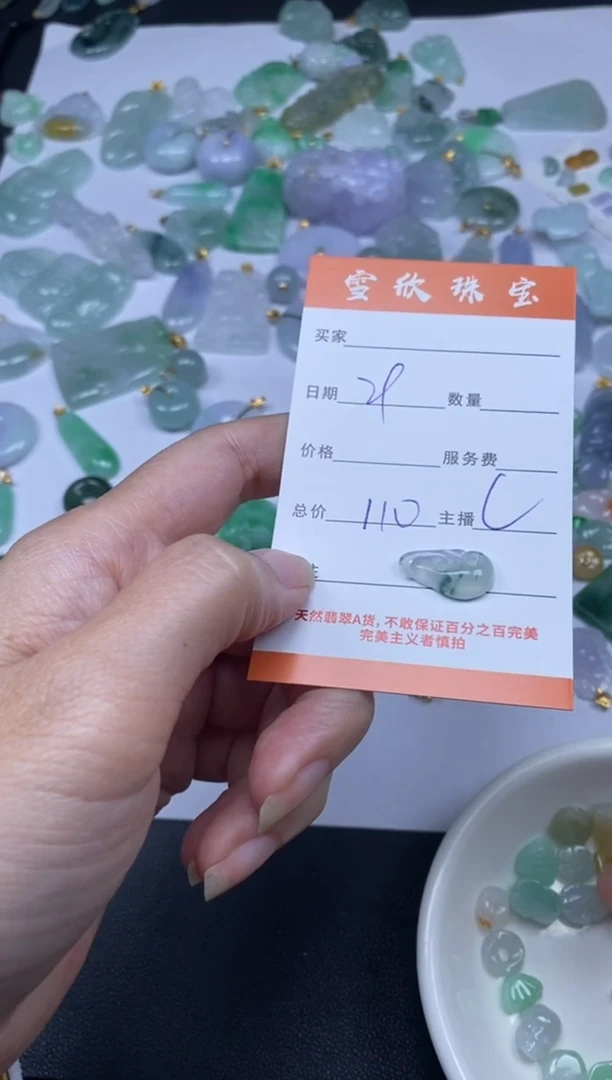 雪欣珠宝
买家
日期 数量
价格 服务费
总价 110 主播 C
注
天然翡翠A货,不敢保证百分之百完美
完美主义者慎拍